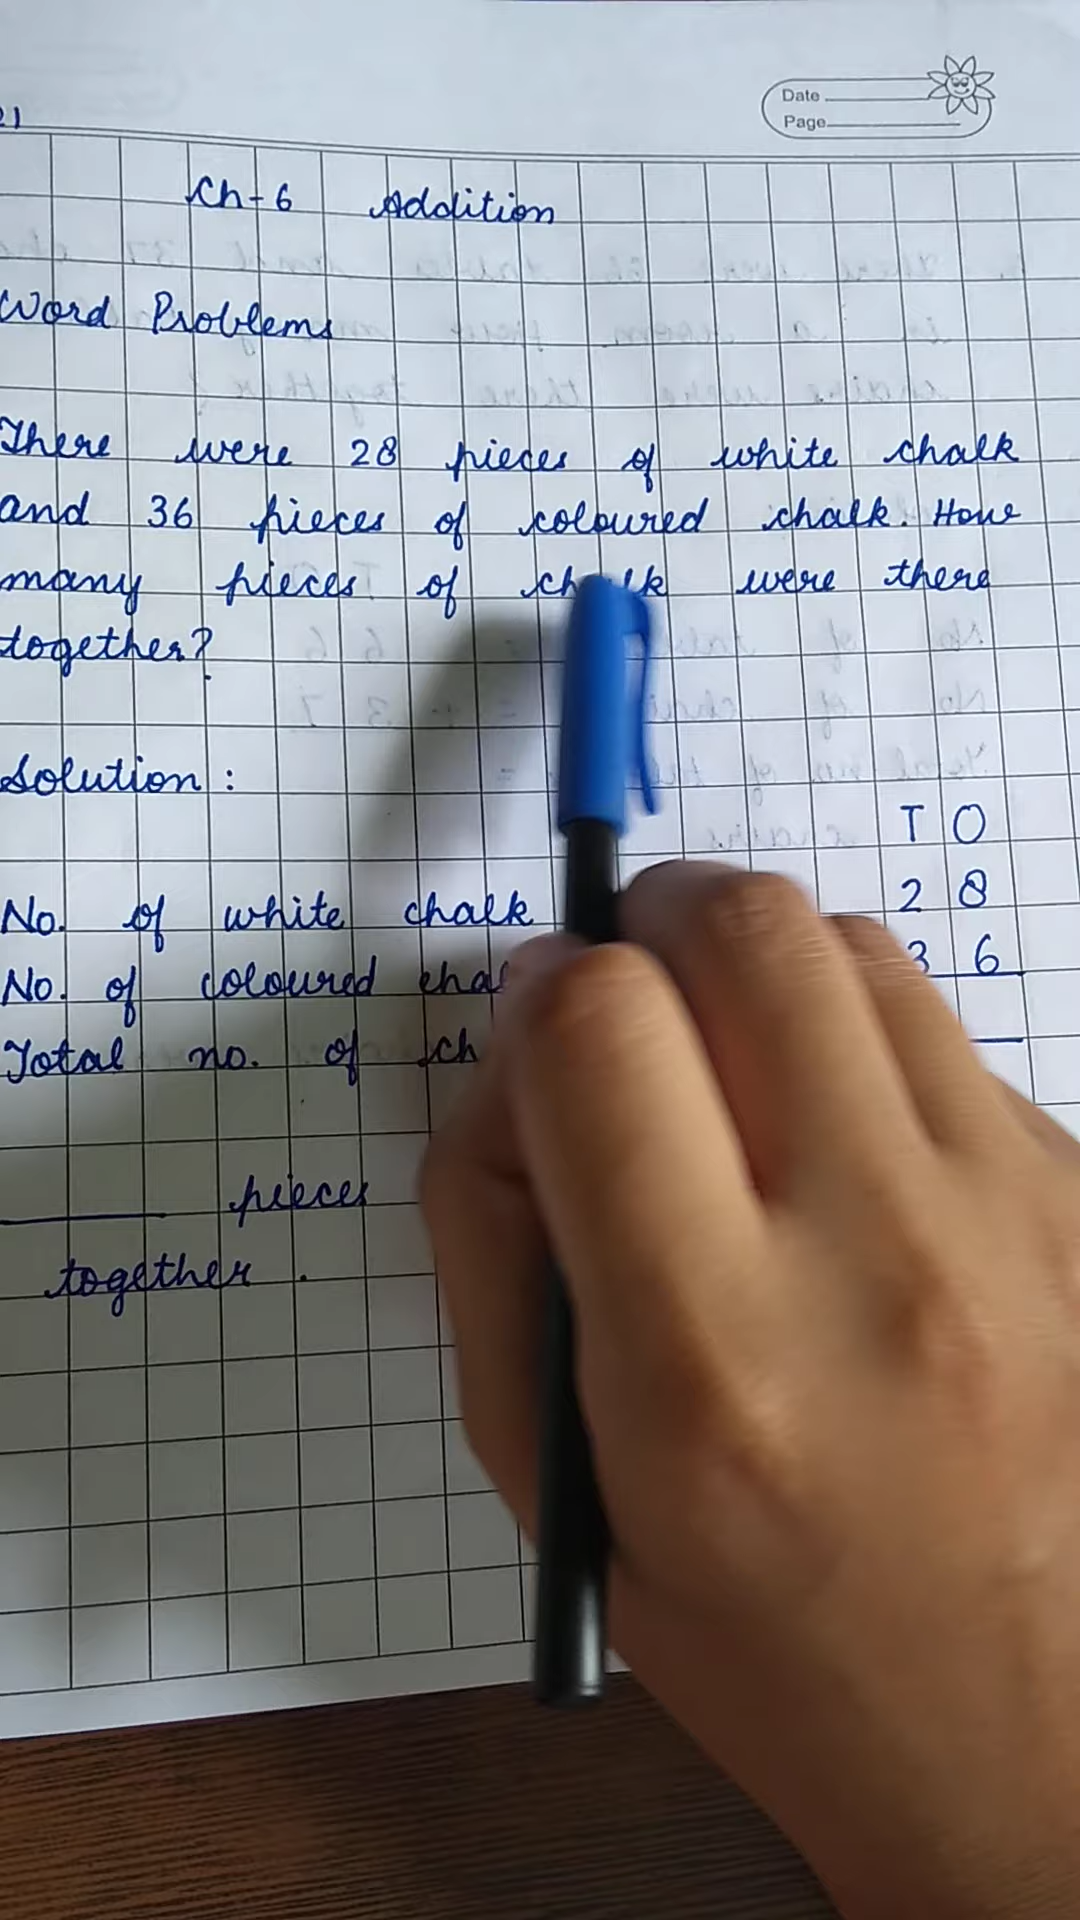 21
Date
Page
Ch-6 Addition
Word Problems
There were 28 pieces of white chalk
and 36 pieces of coloured chalk. How
many pieces of chalk were there
together?
Solution :
T O
No. of white chalk 2 8
No. of coloured 3 6
Total no. of
pieces
together .